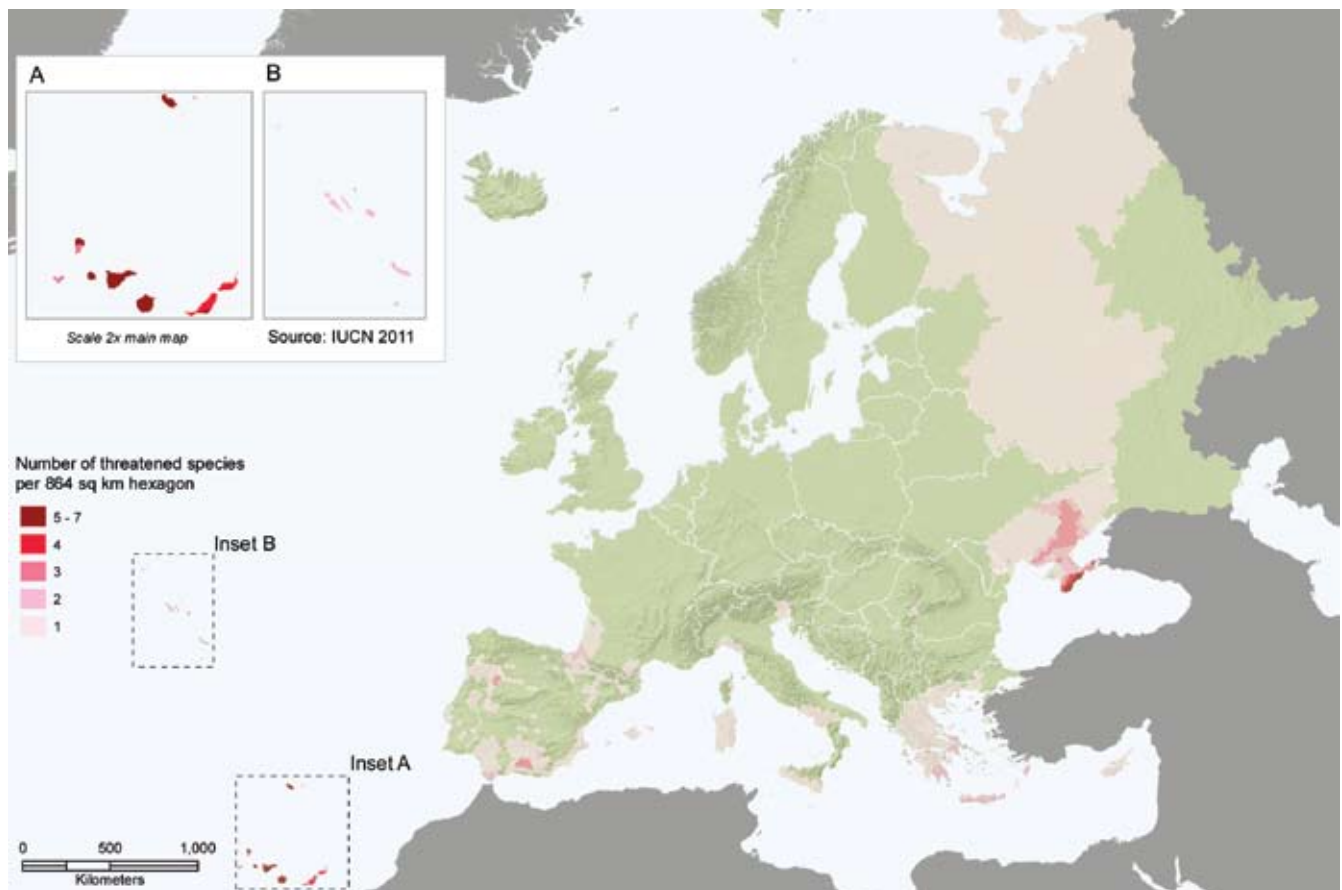 A
B
Scale 2x main map
Source: IUCN 2011
Number of threatened species
per 864 sq km hexagon
5 - 7
4
3
2
1
Inset B
Inset A
0 500 1,000
Kilometers